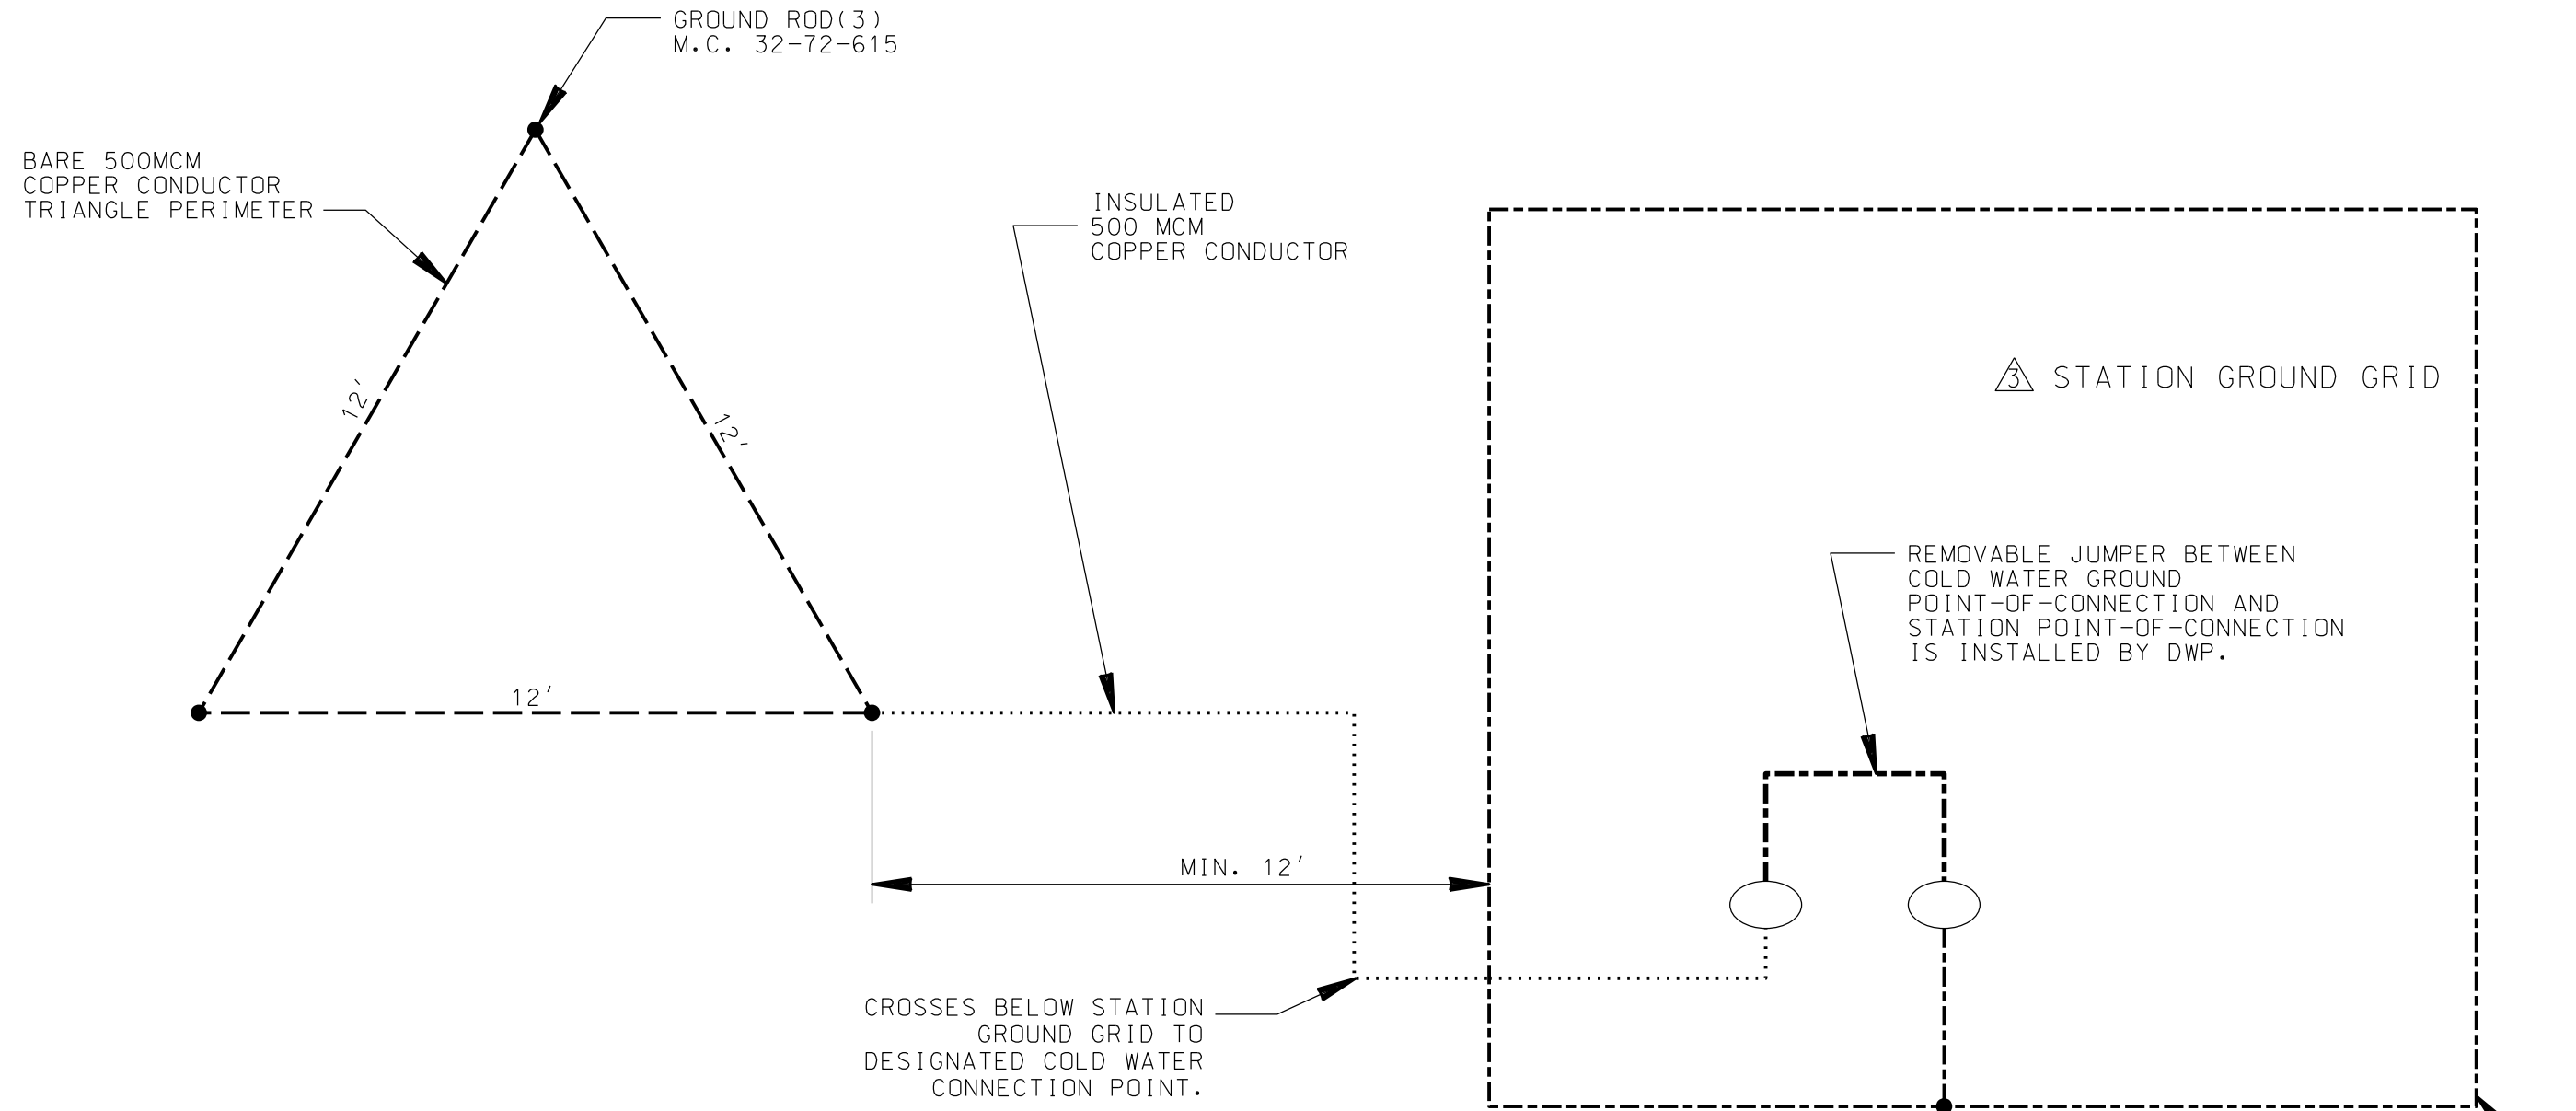 GROUND ROD(3)
M.C. 32-72-615
BARE 500MCM
COPPER CONDUCTOR
TRIANGLE PERIMETER
INSULATED
500 MCM
COPPER CONDUCTOR
3 STATION GROUND GRID
12'
12'
REMOVABLE JUMPER BETWEEN
COLD WATER GROUND
POINT-OF-CONNECTION AND
STATION POINT-OF-CONNECTION
IS INSTALLED BY DWP.
12'
MIN. 12'
CROSSES BELOW STATION
GROUND GRID TO
DESIGNATED COLD WATER
CONNECTION POINT.